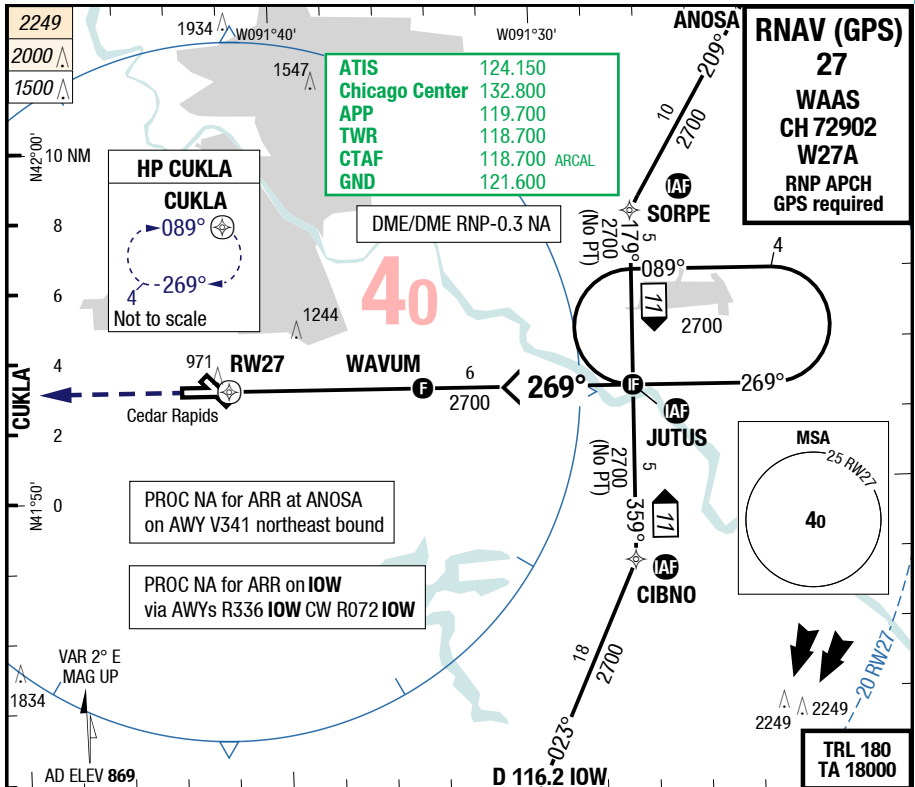 2249
2000
1500
1934
W091°40'
1547
W091°30'
ANOSA
209°
10
2700
RNAV (GPS)
27
WAAS
CH 72902
W27A
RNP APCH
GPS required
ATIS 124.150
Chicago Center 132.800
APP 119.700
TWR 118.700
CTAF 118.700 ARCAL
GND 121.600
N42°00'
10 NM
8
6
4
2
0
N41°50'
HP CUKLA
CUKLA
089°
269°
4
Not to scale
DME/DME RNP-0.3 NA
IAF
SORPE
179°
5
2700
(No PT)
089°
4
11
2700
40
1244
971
RW27
WAVUM
F
6
2700
269°
IF
269°
IAF
JUTUS
CUKLA
Cedar Rapids
2700
(No PT)
5
359°
11
IAF
CIBNO
MSA
25 RW27
40
PROC NA for ARR at ANOSA
on AWY V341 northeast bound
PROC NA for ARR on IOW
via AWYs R336 IOW CW R072 IOW
18
2700
023°
D 116.2 IOW
VAR 2° E
MAG UP
1834
AD ELEV 869
2249
2249
20 RW27
TRL 180
TA 18000